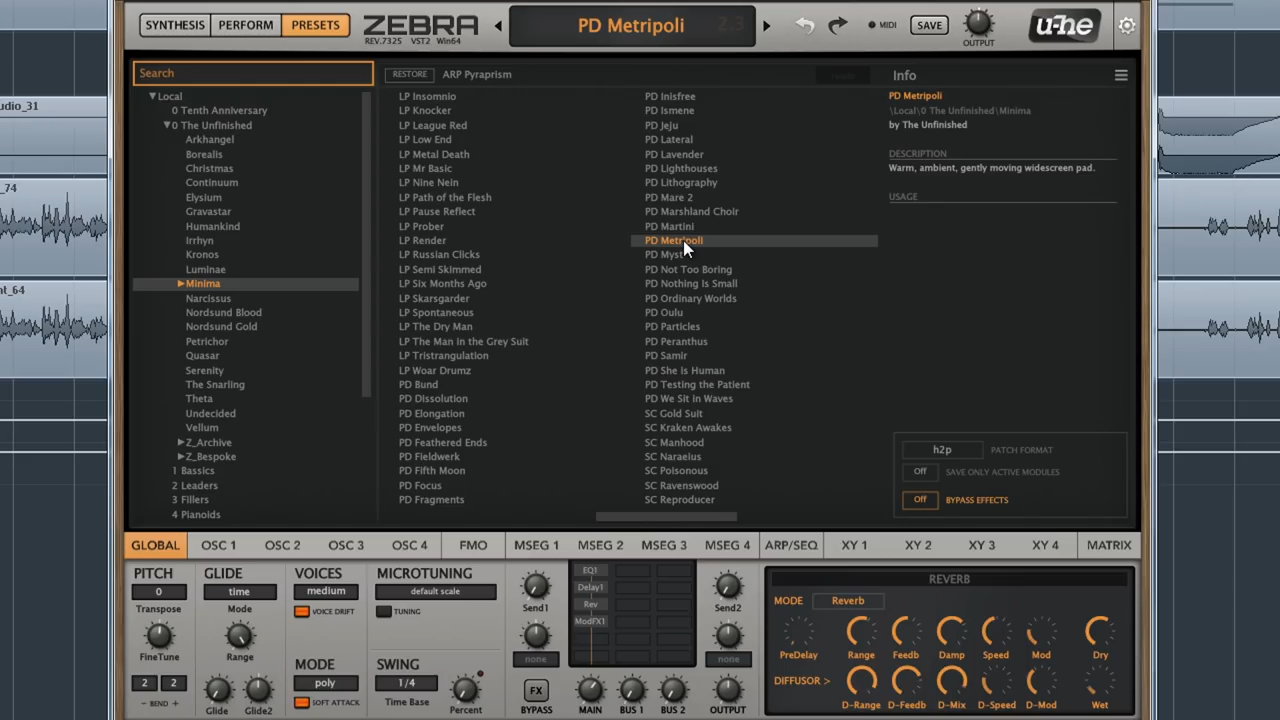 SYNTHESIS PERFORM PRESETS
ZEBRA
REV.7325 VST2 Win64
PD Metripoli 2.3
MIDI SAVE OUTPUT u-he
Search
RESTORE ARP Pyraprism
Info
udio_31
_74
nt_64
Local
0 Tenth Anniversary
0 The Unfinished
Arkhangel
Borealis
Christmas
Continuum
Elysium
Gravastar
Humankind
Irrhyn
Kronos
Luminae
Minima
Narcissus
Nordsund Blood
Nordsund Gold
Petrichor
Quasar
Serenity
The Snarling
Theta
Undecided
Vellum
Z_Archive
Z_Bespoke
1 Bassics
2 Leaders
3 Fillers
4 Pianoids
LP Insomnio
LP Knocker
LP League Red
LP Low End
LP Metal Death
LP Mr Basic
LP Nine Nein
LP Path of the Flesh
LP Pause Reflect
LP Prober
LP Render
LP Russian Clicks
LP Semi Skimmed
LP Six Months Ago
LP Skarsgarder
LP Spontaneous
LP The Dry Man
LP The Man in the Grey Suit
LP Tristrangulation
LP Woar Drumz
PD Bund
PD Dissolution
PD Elongation
PD Envelopes
PD Feathered Ends
PD Fieldwerk
PD Fifth Moon
PD Focus
PD Fragments
PD Inisfree
PD Ismene
PD Jeju
PD Lateral
PD Lavender
PD Lighthouses
PD Lithography
PD Mare 2
PD Marshland Choir
PD Martini
PD Metripoli
PD Myst
PD Not Too Boring
PD Nothing Is Small
PD Ordinary Worlds
PD Oulu
PD Particles
PD Peranthus
PD Samir
PD She is Human
PD Testing the Patient
PD We Sit in Waves
SC Gold Suit
SC Kraken Awakes
SC Manhood
SC Naraeius
SC Poisonous
SC Ravenswood
SC Reproducer
PD Metripoli
\Local\0 The Unfinished\Minima
by The Unfinished
DESCRIPTION
Warm, ambient, gently moving widescreen pad.
USAGE
h2p PATCH FORMAT
Off SAVE ONLY ACTIVE MODULES
Off BYPASS EFFECTS
GLOBAL OSC 1 OSC 2 OSC 3 OSC 4 FMO MSEG 1 MSEG 2 MSEG 3 MSEG 4 ARP/SEQ XY 1 XY 2 XY 3 XY 4 MATRIX
PITCH
0
Transpose
FineTune
2 2
- BEND +
GLIDE
time
Mode
Range
Glide Glide2
VOICES
medium
VOICE DRIFT
MODE
poly
SOFT ATTACK
MICROTUNING
default scale
TUNING
SWING
1/4
Time Base
Percent
Send1
none
FX
BYPASS
EQ1
Delay1
Rev
ModFX1
MAIN BUS 1 BUS 2 OUTPUT
Send2
none
REVERB
MODE Reverb
PreDelay Range Feedb Damp Speed Mod Dry
DIFFUSOR >
D-Range D-Feedb D-Mix D-Speed D-Mod Wet